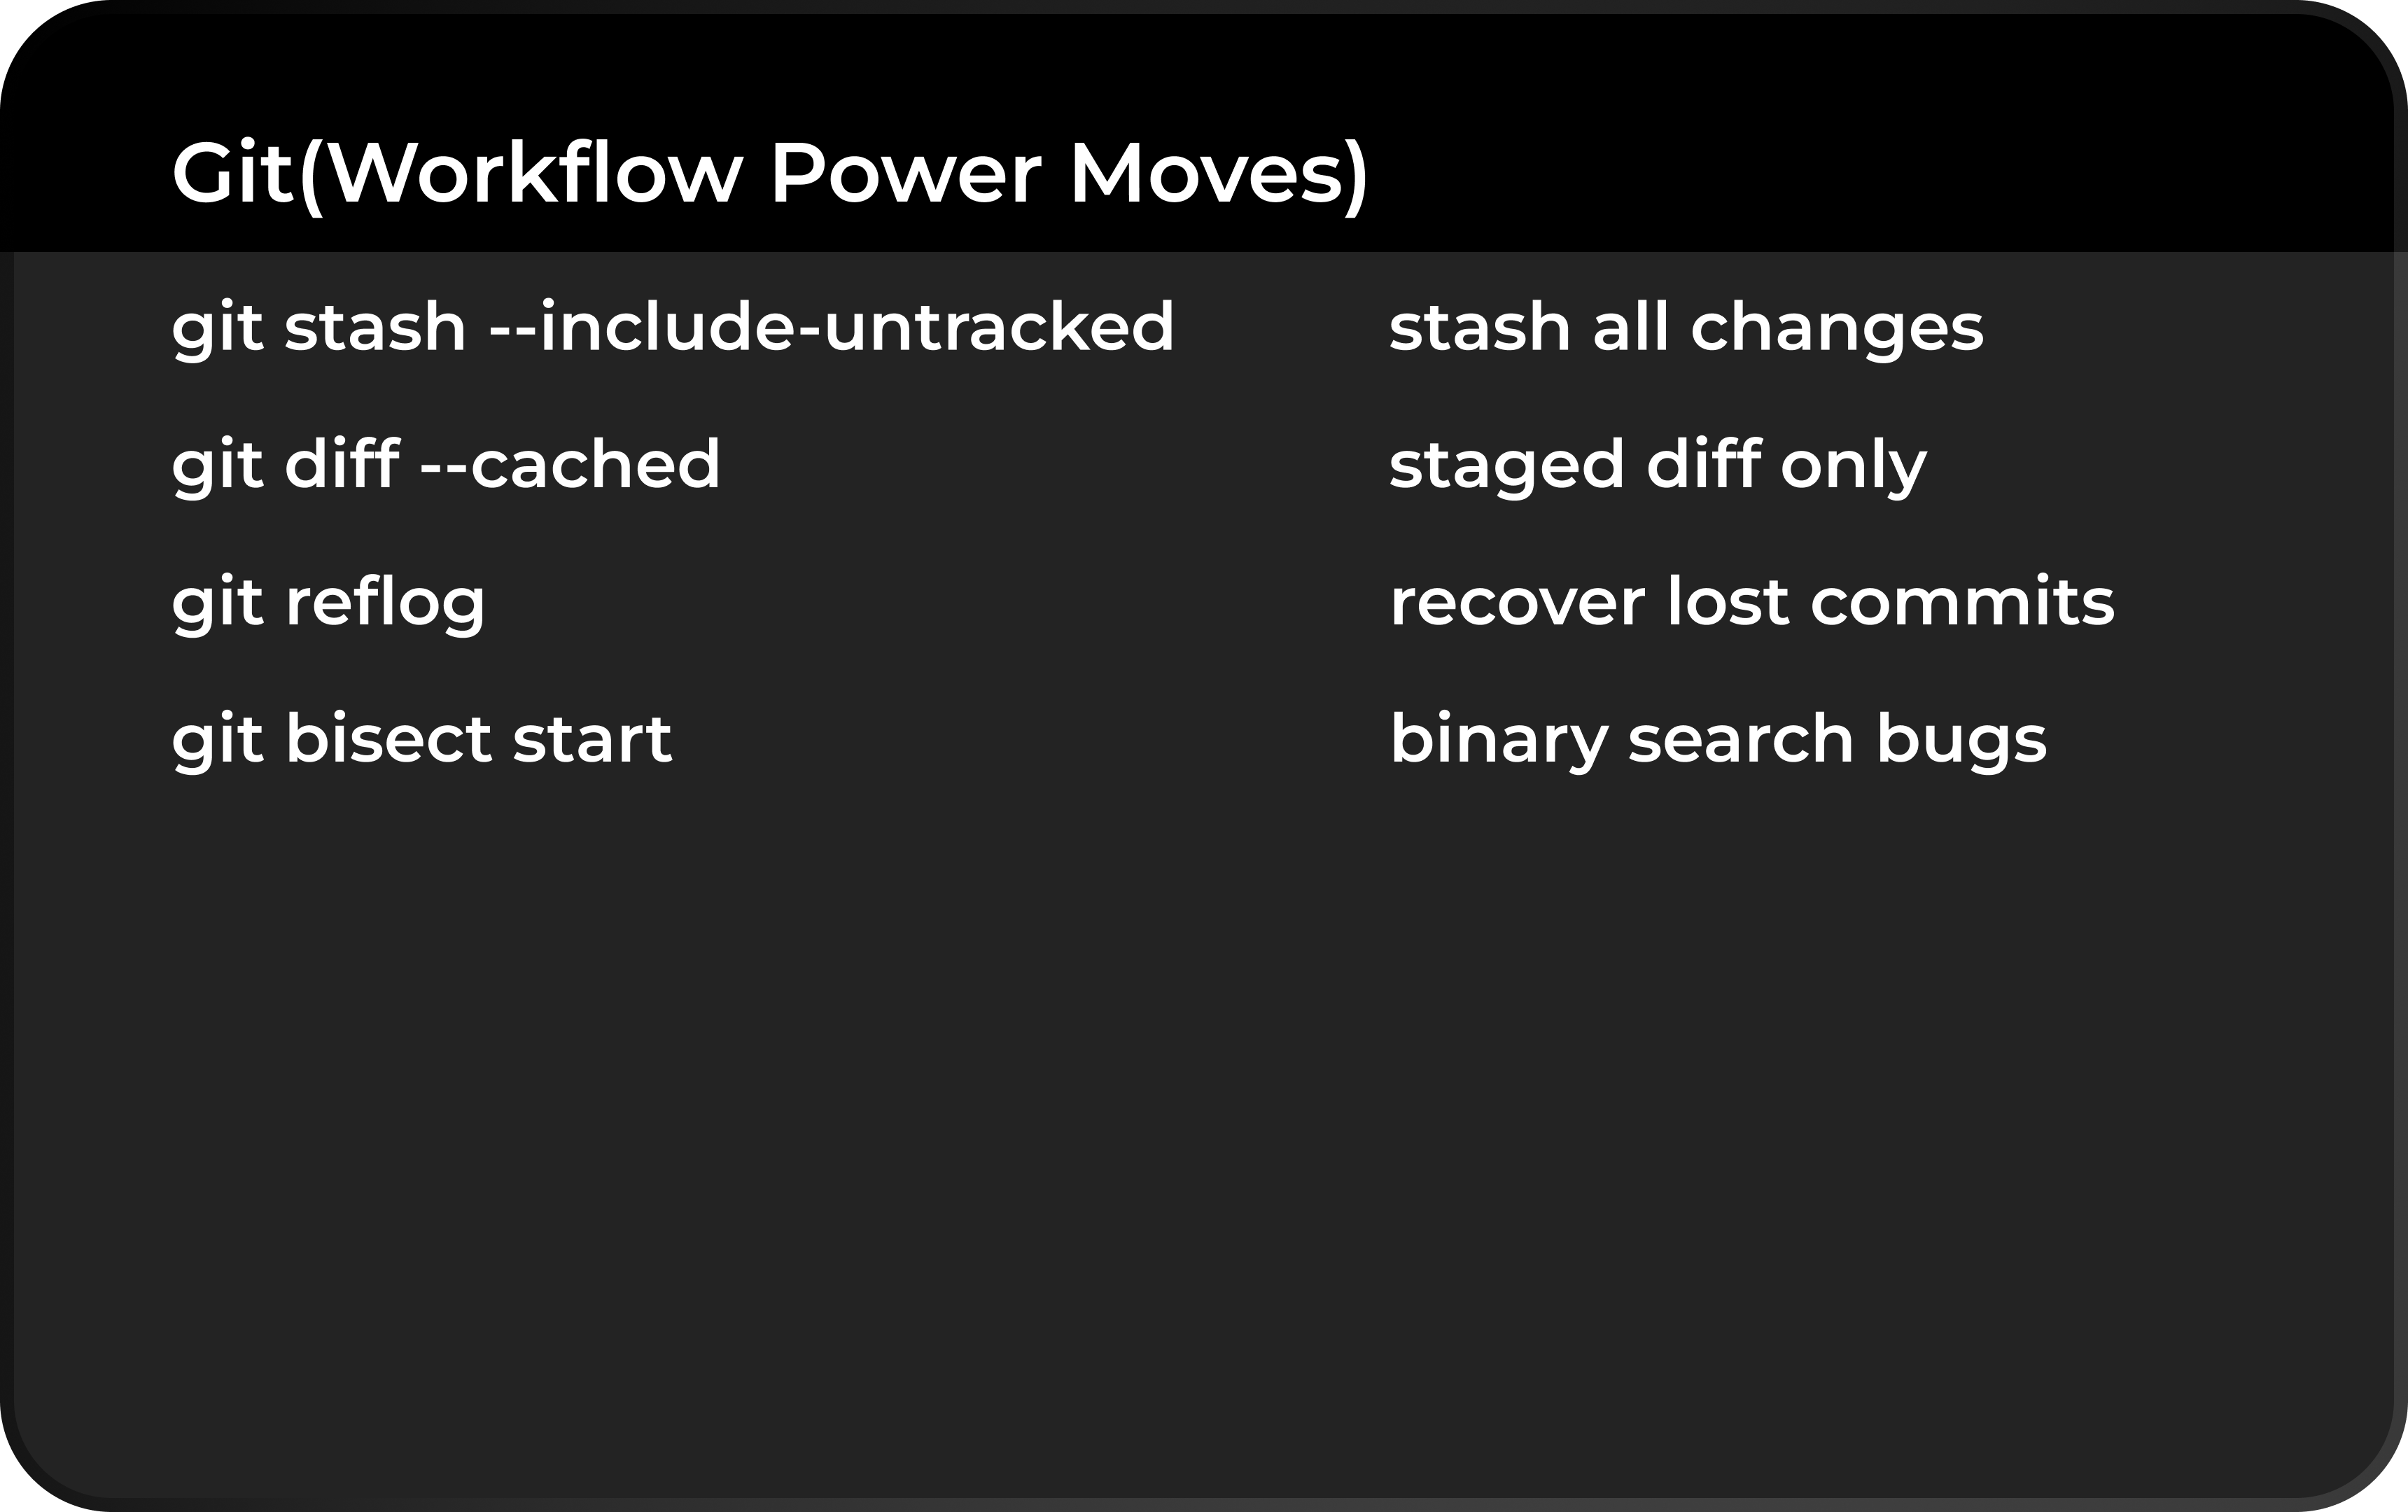 Git(Workflow Power Moves)
git stash --include-untracked stash all changes
git diff --cached staged diff only
git reflog recover lost commits
git bisect start binary search bugs